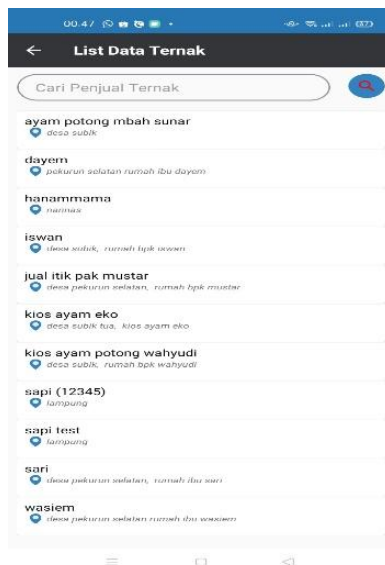 00.47
List Data Ternak
Cari Penjual Ternak
ayam potong mbah sunar
desa subik
dayem
pekurun selatan rumah ibu dayem
hanammama
nannas
iswan
desa subik, rumah bpk iswan
jual itik pak mustar
desa pekurun selatan, rumah bpk mustar
kios ayam eko
desa subik tua, kios ayam eko
kios ayam potong wahyudi
desa subik, rumah bpk wahyudi
sapi (12345)
lampung
sapi test
lampung
sari
desa pekurun selatan, rumah ibu sari
wasiem
desa pekurun selatan rumah ibu wasiem